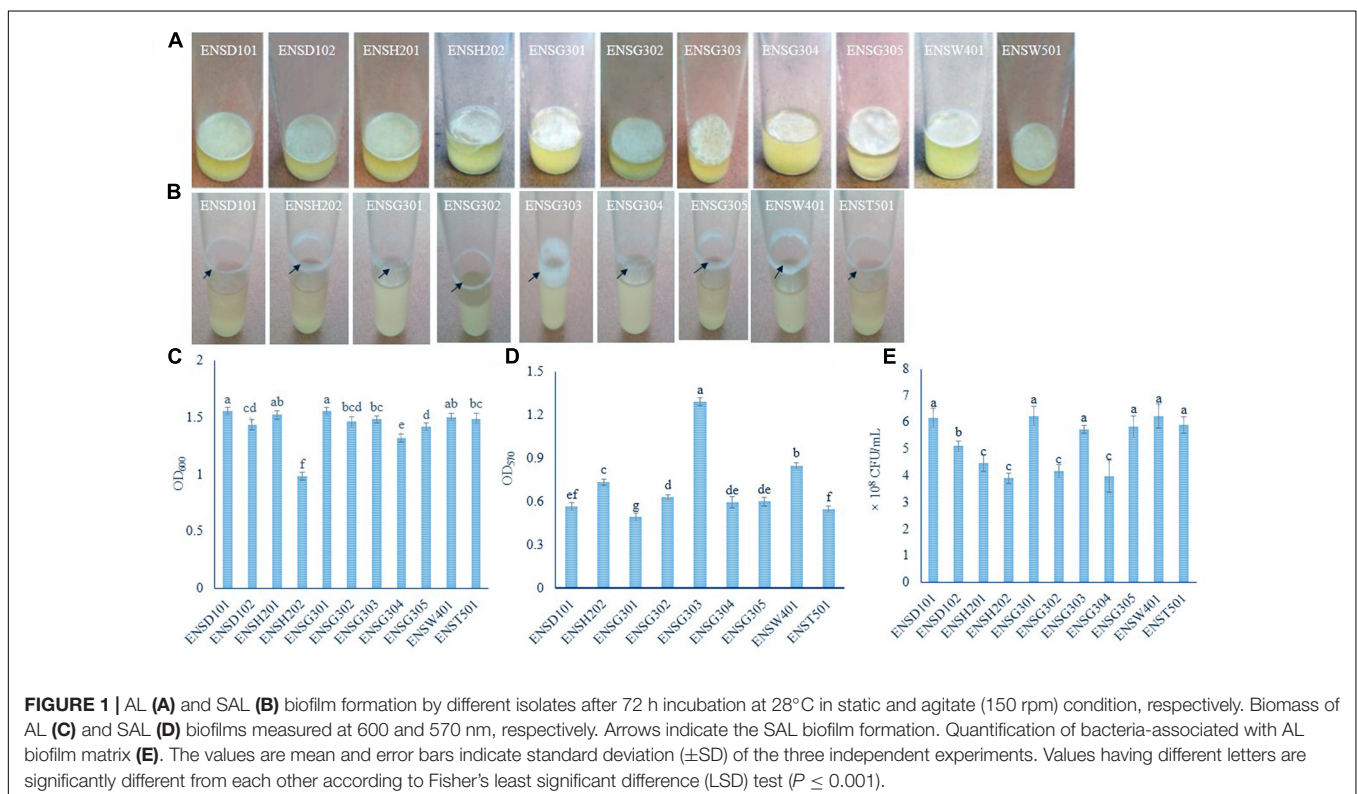 A
ENSD101 ENSD102 ENSH201 ENSH202 ENSG301 ENSG302 ENSG303 ENSG304 ENSG305 ENSW401 ENSW501
B
ENSD101 ENSH202 ENSG301 ENSG302 ENSG303 ENSG304 ENSG305 ENSW401 ENST501
C
2
1.5
1
0.5
0
OD600
a cd ab f a bcd bc e d ab bc
ENSD101 ENSD102 ENSH201 ENSH202 ENSG301 ENSG302 ENSG303 ENSG304 ENSG305 ENSW401 ENST501
D
1.5
1.2
0.9
0.6
0.3
0
OD570
ef c g d a de de b f
ENSD101 ENSH202 ENSG301 ENSG302 ENSG303 ENSG304 ENSG305 ENSW401 ENST501
E
8
7
6
5
4
3
2
1
0
× 10⁸ CFU/mL
a b c c a c a c a a a
ENSD101 ENSD102 ENSH201 ENSH202 ENSG301 ENSG302 ENSG303 ENSG304 ENSG305 ENSW401 ENST501
FIGURE 1 | AL (A) and SAL (B) biofilm formation by different isolates after 72 h incubation at 28°C in static and agitate (150 rpm) condition, respectively. Biomass of
AL (C) and SAL (D) biofilms measured at 600 and 570 nm, respectively. Arrows indicate the SAL biofilm formation. Quantification of bacteria-associated with AL
biofilm matrix (E). The values are mean and error bars indicate standard deviation (±SD) of the three independent experiments. Values having different letters are
significantly different from each other according to Fisher's least significant difference (LSD) test (P ≤ 0.001).